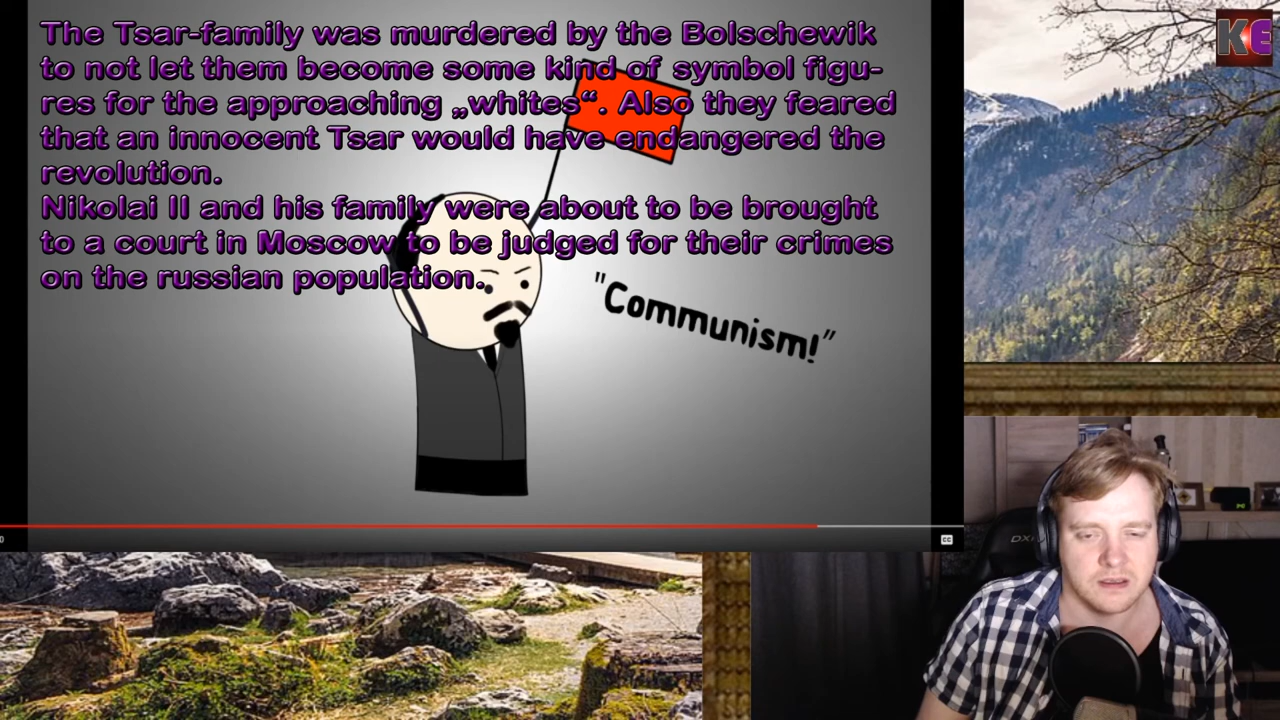 The Tsar-family was murdered by the Bolschewik
to not let them become some kind of symbol figu-
res for the approaching „whites“. Also they feared
that an innocent Tsar would have endangered the
revolution.
Nikolai II and his family were about to be brought
to a court in Moscow to be judged for their crimes
on the russian population.
"Communism!"
KE
CC
DXR